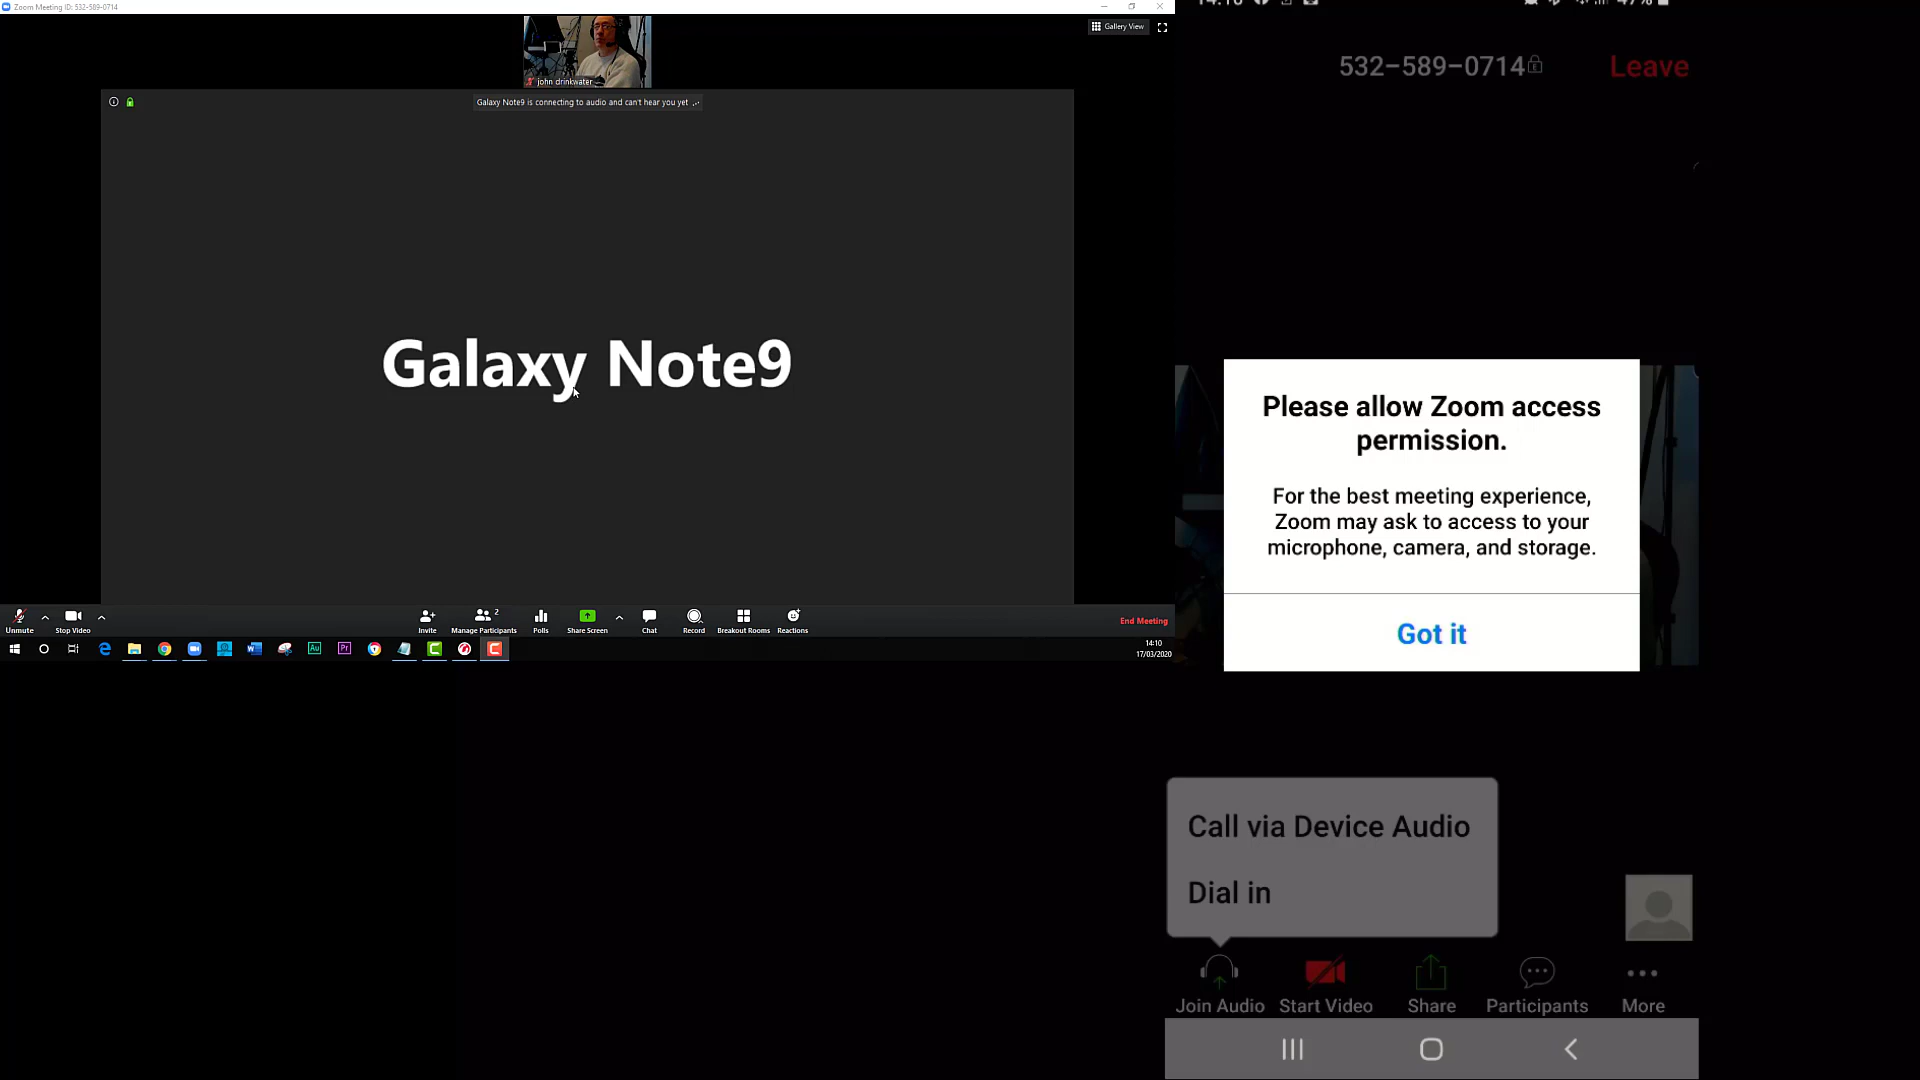 Zoom Meeting ID: 532-589-0714
Gallery View
john drinkwater
Galaxy Note9 is connecting to audio and can't hear you yet
Galaxy Note9
Unmute
Stop Video
Invite
2
Manage Participants
Polls
Share Screen
Chat
Record
Breakout Rooms
Reactions
End Meeting
Au
Pr
14:10
17/03/2020
532-589-0714
Leave
Please allow Zoom access
permission.
For the best meeting experience,
Zoom may ask to access to your
microphone, camera, and storage.
Got it
Call via Device Audio
Dial in
Join Audio
Start Video
Share
Participants
More